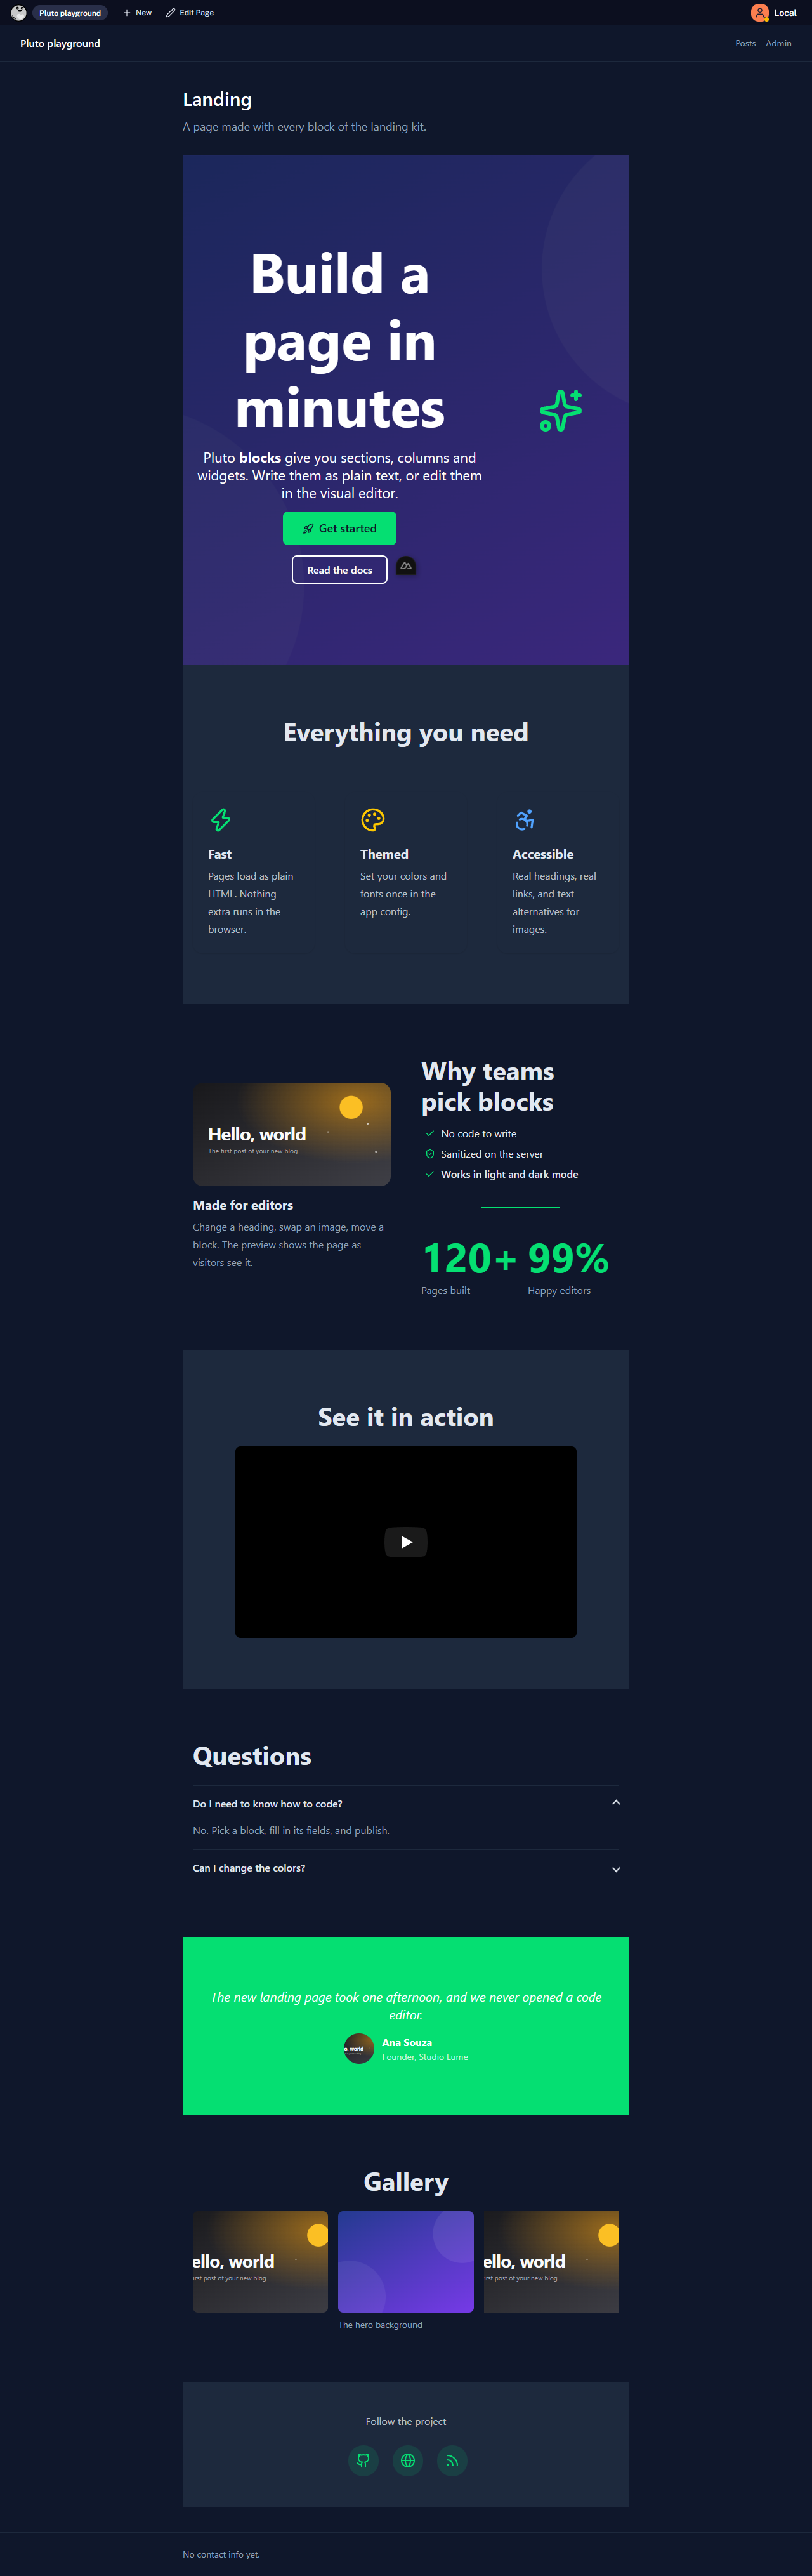 Pluto playground
New
Edit Page
Local
Pluto playground
Posts
Admin
Landing
A page made with every block of the landing kit.
Build a
page in
minutes
Pluto blocks give you sections, columns and
widgets. Write them as plain text, or edit them
in the visual editor.
Get started
Read the docs
Everything you need
Fast
Pages load as plain
HTML. Nothing
extra runs in the
browser.
Themed
Set your colors and
fonts once in the
app config.
Accessible
Real headings, real
links, and text
alternatives for
images.
Hello, world
The first post of your new blog
Made for editors
Change a heading, swap an image, move a
block. The preview shows the page as
visitors see it.
Why teams
pick blocks
No code to write
Sanitized on the server
Works in light and dark mode
120+
Pages built
99%
Happy editors
See it in action
Questions
Do I need to know how to code?
No. Pick a block, fill in its fields, and publish.
Can I change the colors?
The new landing page took one afternoon, and we never opened a code
editor.
o, world
Ana Souza
Founder, Studio Lume
Gallery
ello, world
irst post of your new blog
The hero background
ello, world
irst post of your new blog
Follow the project
No contact info yet.